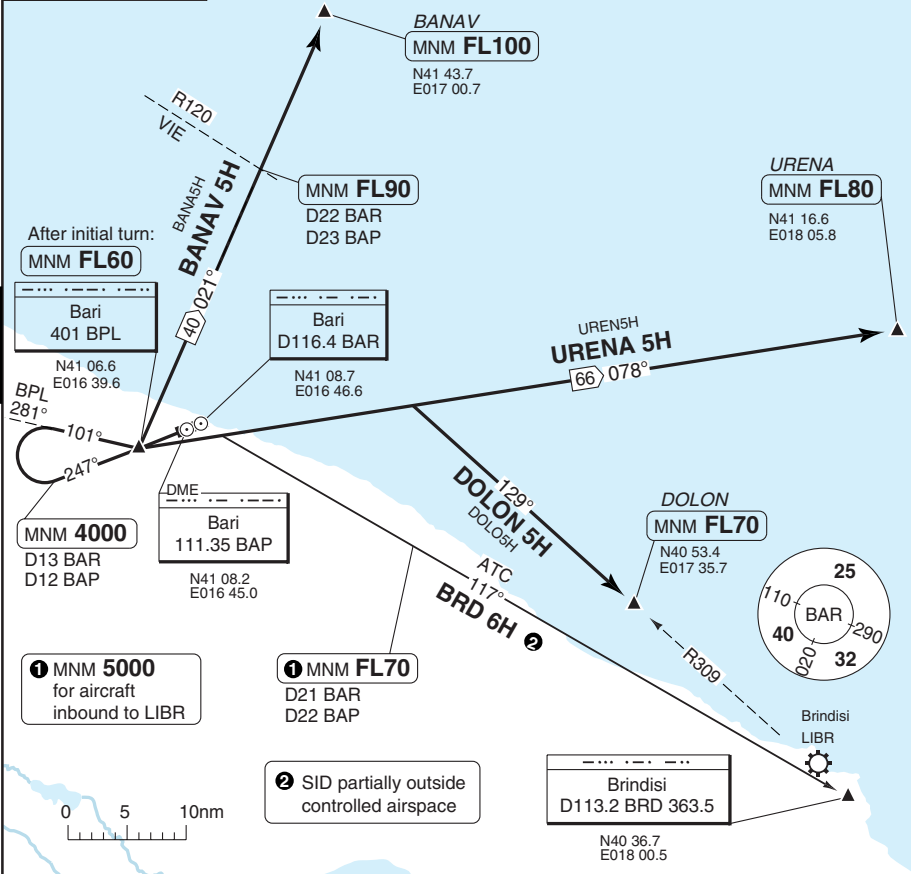 BANAV
MNM FL100
N41 43.7
E017 00.7
R120
VIE
MNM FL90
D22 BAR
D23 BAP
BANA5H
BANAV 5H
40 021°
URENA
MNM FL80
N41 16.6
E018 05.8
After initial turn:
MNM FL60
Bari
401 BPL
N41 06.6
E016 39.6
Bari
D116.4 BAR
N41 08.7
E016 46.6
UREN5H
URENA 5H
66 078°
BPL
281°
101°
247°
MNM 4000
D13 BAR
D12 BAP
DME
Bari
111.35 BAP
N41 08.2
E016 45.0
129°
DOLON 5H
DOLO5H
DOLON
MNM FL70
N40 53.4
E017 35.7
ATC
117°
BRD 6H 2
25
110
BAR
290
40
020
32
R309
1 MNM 5000
for aircraft
inbound to LIBR
1 MNM FL70
D21 BAR
D22 BAP
Brindisi
LIBR
2 SID partially outside
controlled airspace
Brindisi
D113.2 BRD 363.5
N40 36.7
E018 00.5
0 5 10nm